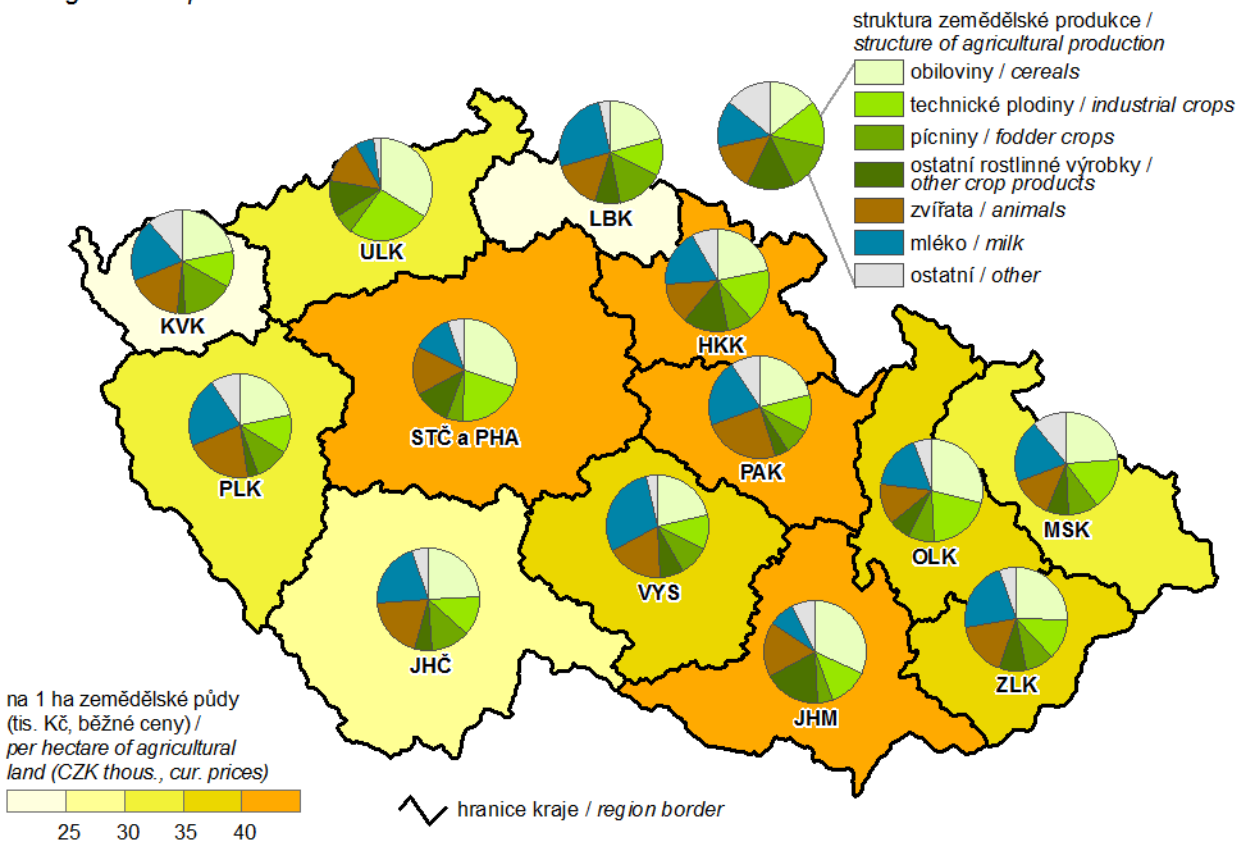 struktura zemědělské produkce /
structure of agricultural production
obiloviny / cereals
technické plodiny / industrial crops
pícniny / fodder crops
ostatní rostlinné výrobky /
other crop products
zvířata / animals
mléko / milk
ostatní / other
LBK
ULK
KVK
HKK
STČ a PHA
PAK
PLK
MSK
OLK
VYS
JHČ
ZLK
JHM
na 1 ha zemědělské půdy
(tis. Kč, běžné ceny) /
per hectare of agricultural
land (CZK thous., cur. prices)
25 30 35 40
hranice kraje / region border